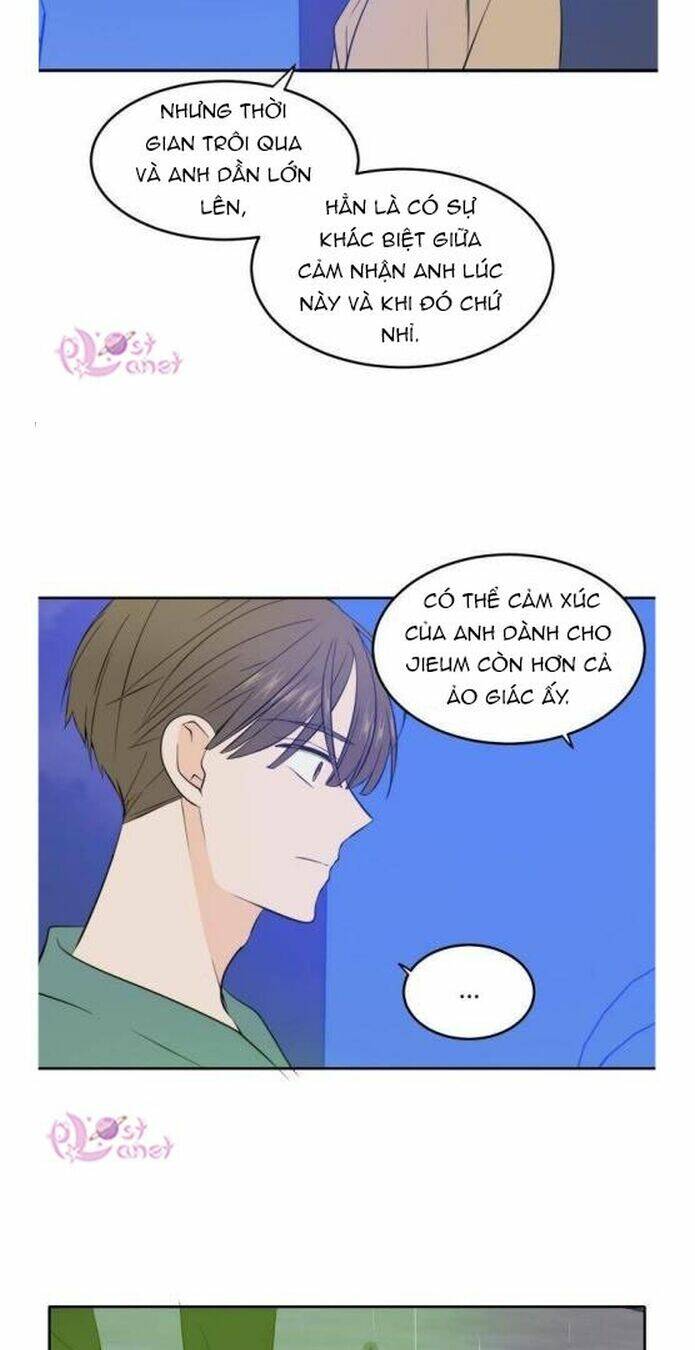 NHƯNG THỜI
GIAN TRÔI QUA
VÀ ANH DẦN LỚN
LÊN,
HẲN LÀ CÓ SỰ
KHÁC BIỆT GIỮA
CẢM NHẬN ANH LÚC
NÀY VÀ KHI ĐÓ CHỨ
NHỈ.
Lost
Planet
CÓ THỂ CẢM XÚC
CỦA ANH DÀNH CHO
JIEUM CÒN HƠN CẢ
ẢO GIÁC ẤY.
...
Lost
Planet